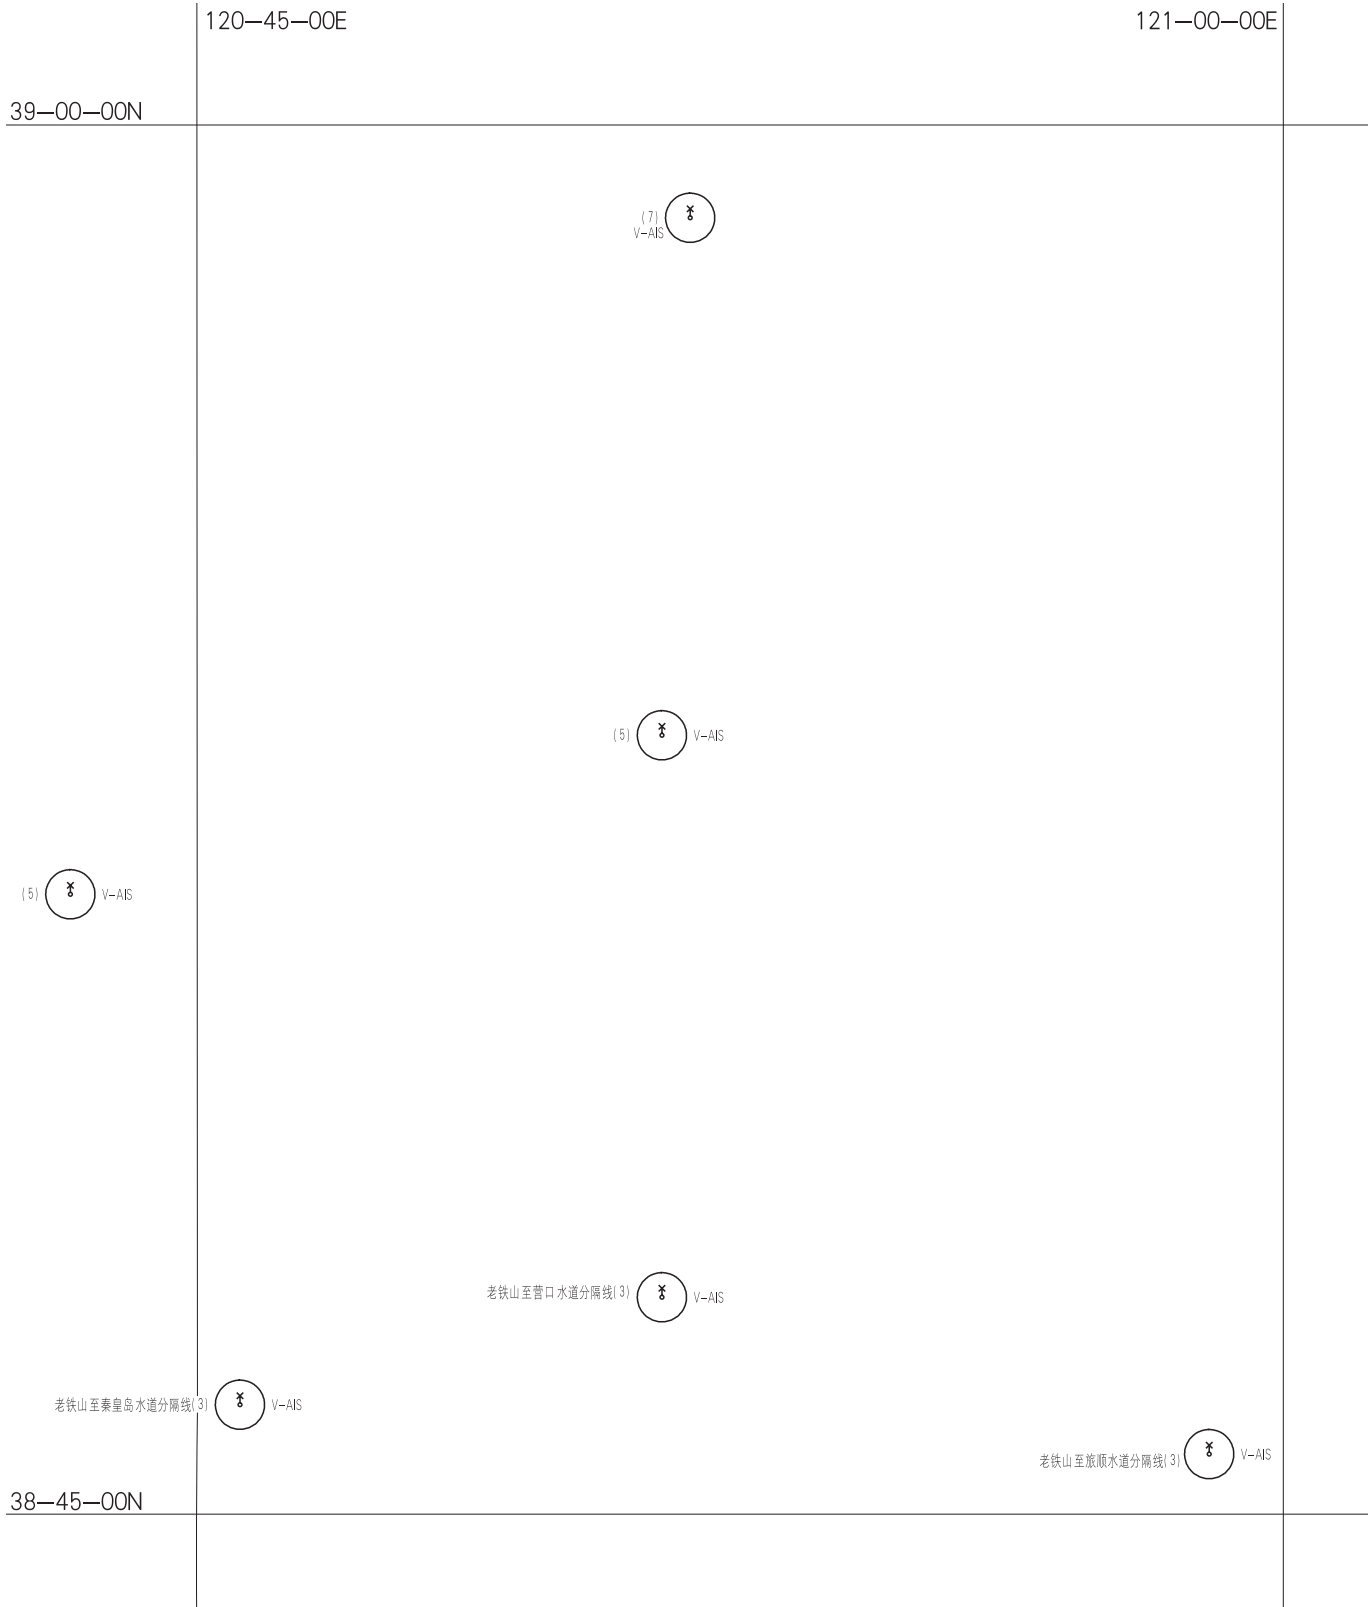 120-45-00E
121-00-00E
39-00-00N
(7)
V-AIS
(5)
V-AIS
(5)
V-AIS
老铁山至营口水道分隔线(3)
V-AIS
老铁山至秦皇岛水道分隔线(3)
V-AIS
老铁山至旅顺水道分隔线(3)
V-AIS
38-45-00N